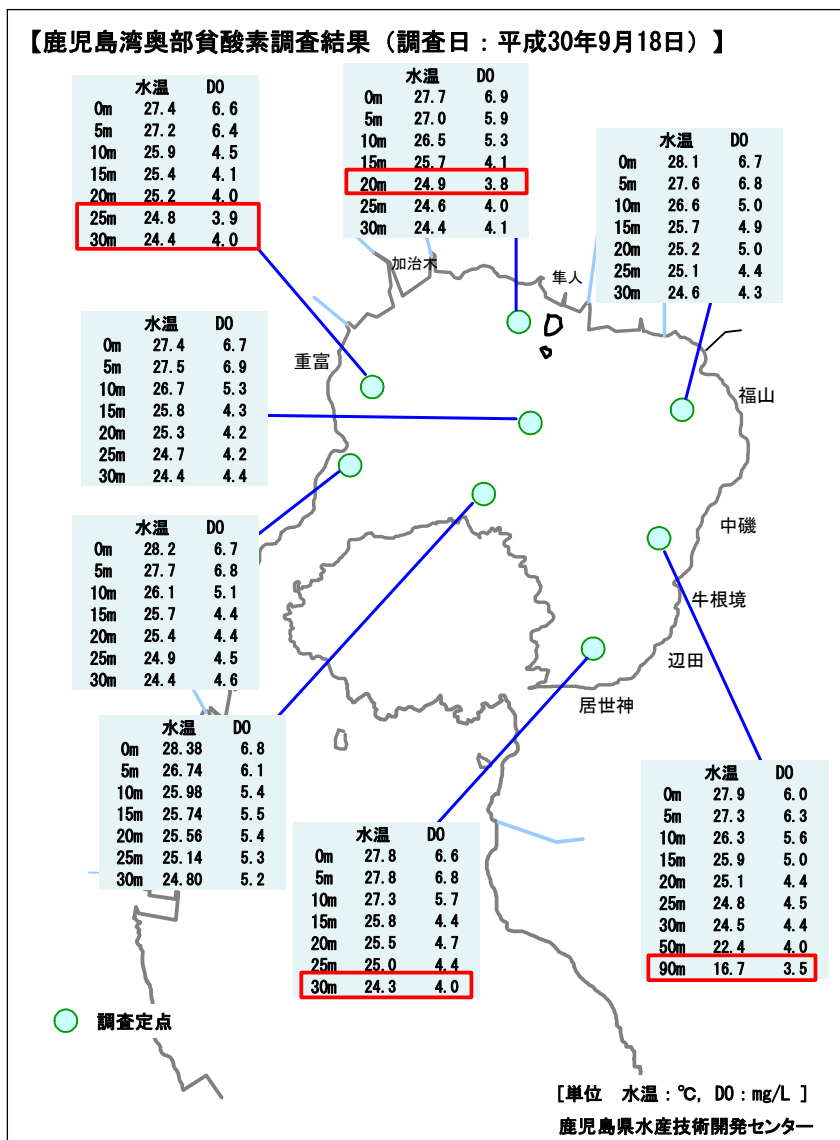 【鹿児島湾奥部貧酸素調査結果（調査日：平成30年9月18日）】
水温 DO
0m 27.4 6.6
5m 27.2 6.4
10m 25.9 4.5
15m 25.4 4.1
20m 25.2 4.0
25m 24.8 3.9
30m 24.4 4.0
水温 DO
0m 27.7 6.9
5m 27.0 5.9
10m 26.5 5.3
15m 25.7 4.1
20m 24.9 3.8
25m 24.6 4.0
30m 24.4 4.1
水温 DO
0m 28.1 6.7
5m 27.6 6.8
10m 26.6 5.0
15m 25.7 4.9
20m 25.2 5.0
25m 25.1 4.4
30m 24.6 4.3
加治木
隼人
重富
福山
中磯
牛根境
辺田
居世神
水温 DO
0m 27.4 6.7
5m 27.5 6.9
10m 26.7 5.3
15m 25.8 4.3
20m 25.3 4.2
25m 24.7 4.2
30m 24.4 4.4
水温 DO
0m 28.2 6.7
5m 27.7 6.8
10m 26.1 5.1
15m 25.7 4.4
20m 25.4 4.4
25m 24.9 4.5
30m 24.4 4.6
水温 DO
0m 28.38 6.8
5m 26.74 6.1
10m 25.98 5.4
15m 25.74 5.5
20m 25.56 5.4
25m 25.14 5.3
30m 24.80 5.2
水温 DO
0m 27.8 6.6
5m 27.8 6.8
10m 27.3 5.7
15m 25.8 4.4
20m 25.5 4.7
25m 25.0 4.4
30m 24.3 4.0
水温 DO
0m 27.9 6.0
5m 27.3 6.3
10m 26.3 5.6
15m 25.9 5.0
20m 25.1 4.4
25m 24.8 4.5
30m 24.5 4.4
50m 22.4 4.0
90m 16.7 3.5
調査定点
[単位 水温：℃, DO：mg/L ]
鹿児島県水産技術開発センター